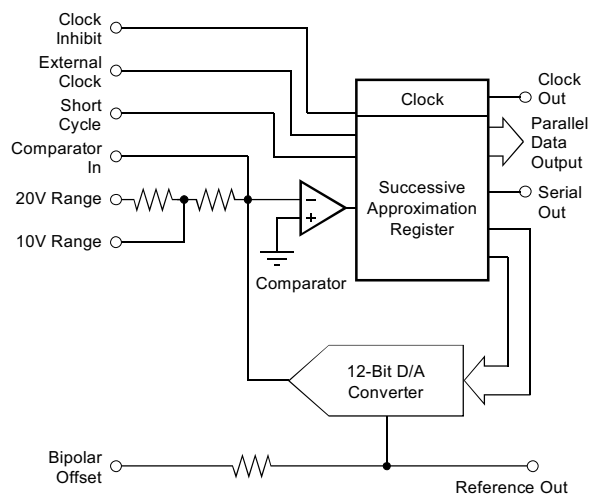 Clock
Inhibit
External
Clock
Short
Cycle
Comparator
In
20V Range
10V Range
Clock
Successive
Approximation
Register
Clock
Out
Parallel
Data
Output
Serial
Out
−
+
Comparator
12-Bit D/A
Converter
Bipolar
Offset
Reference Out